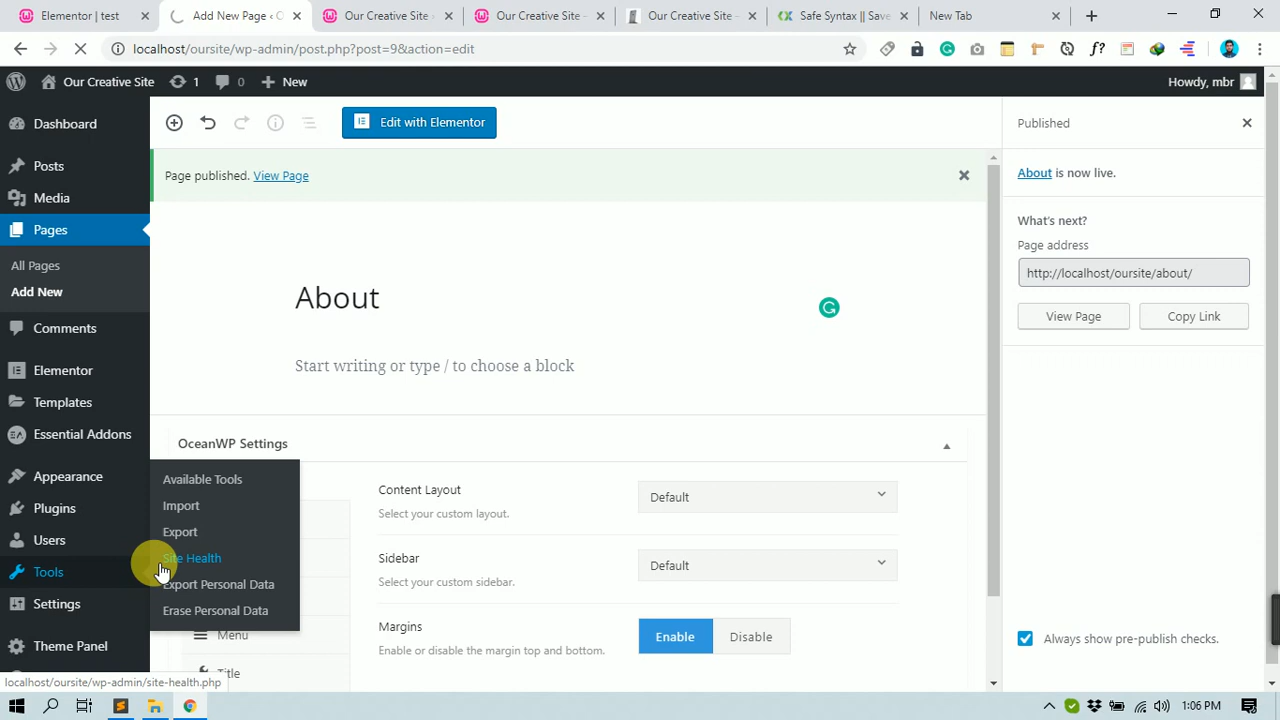 Elementor | test
Add New Page < O
Our Creative Site
Our Creative Site –
Our Creative Site –
Safe Syntax || Save
New Tab
localhost/oursite/wp-admin/post.php?post=9&action=edit
Our Creative Site
1
0
New
Howdy, mbr
Dashboard
Posts
Media
Pages
All Pages
Add New
Comments
Elementor
Templates
Essential Addons
Appearance
Plugins
Users
Tools
Settings
Theme Panel
Available Tools
Import
Export
Site Health
Export Personal Data
Erase Personal Data
Edit with Elementor
Page published. View Page
About
Start writing or type / to choose a block
OceanWP Settings
Content Layout
Select your custom layout.
Default
Sidebar
Select your custom sidebar.
Default
Margins
Enable or disable the margin top and bottom.
Enable
Disable
Menu
Title
Published
About is now live.
What's next?
Page address
http://localhost/oursite/about/
View Page
Copy Link
Always show pre-publish checks.
localhost/oursite/wp-admin/site-health.php
1:06 PM